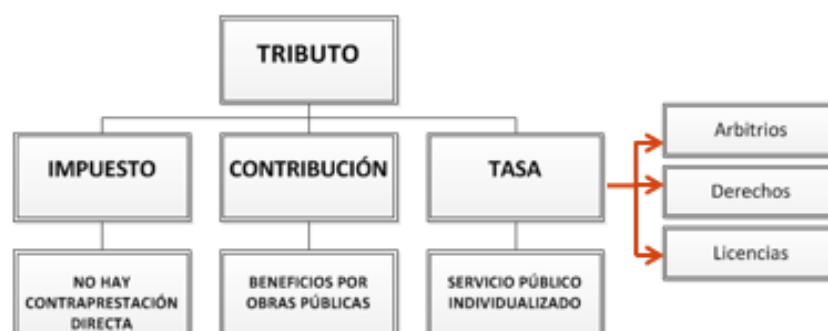 TRIBUTO
IMPUESTO
CONTRIBUCIÓN
TASA
Arbitrios
Derechos
Licencias
NO HAY
CONTRAPRESTACIÓN
DIRECTA
BENEFICIOS POR
OBRAS PÚBLICAS
SERVICIO PÚBLICO
INDIVIDUALIZADO